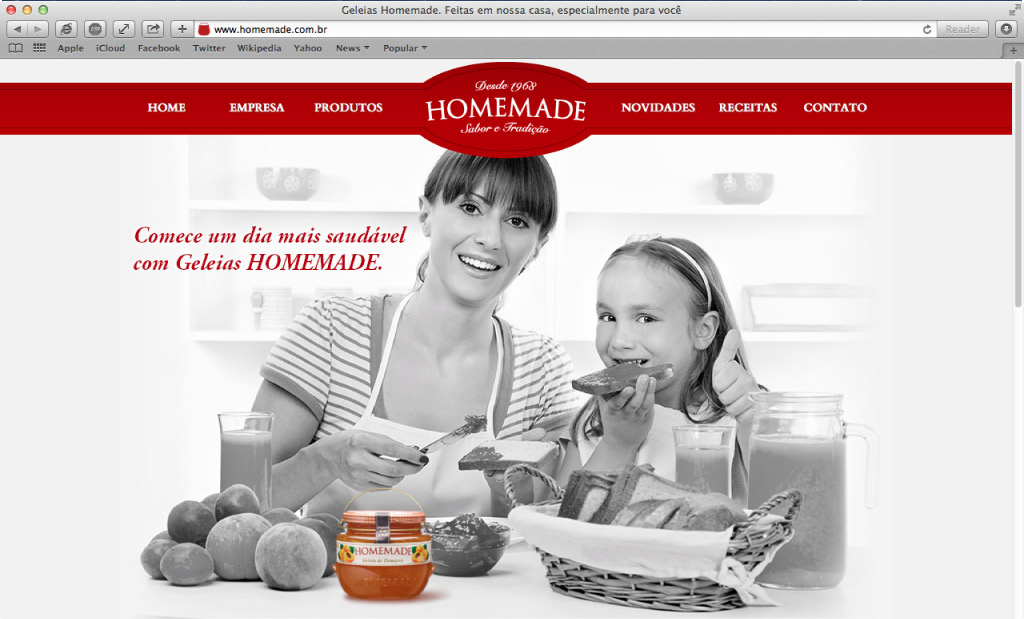 Geleias Homemade. Feitas em nossa casa, especialmente para você
www.homemade.com.br
Reader
Apple iCloud Facebook Twitter Wikipedia Yahoo News Popular
Desde 1968
HOMEMADE
Sabor e Tradição
HOME EMPRESA PRODUTOS NOVIDADES RECEITAS CONTATO
Comece um dia mais saudável
com Geleias HOMEMADE.
HOMEMADE
Geleia de Damasco